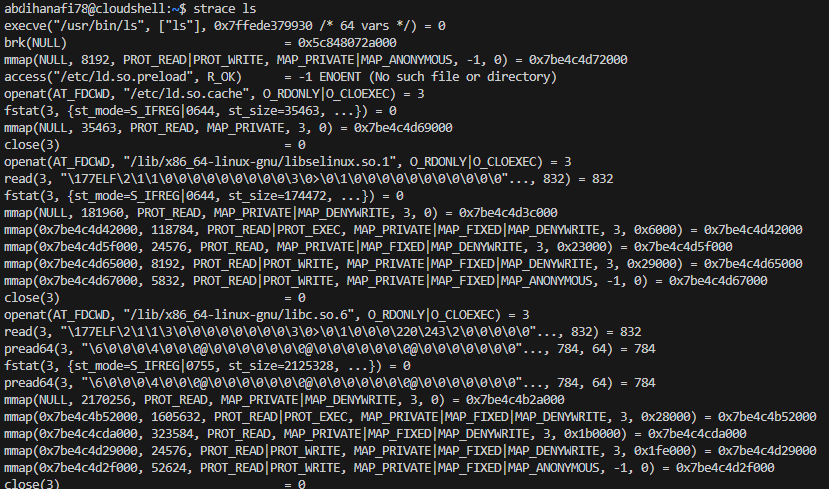 abdihanafi78@cloudshell:~$ strace ls
execve("/usr/bin/ls", ["ls"], 0x7ffede379930 /* 64 vars */) = 0
brk(NULL)                               = 0x5c848072a000
mmap(NULL, 8192, PROT_READ|PROT_WRITE, MAP_PRIVATE|MAP_ANONYMOUS, -1, 0) = 0x7be4c4d72000
access("/etc/ld.so.preload", R_OK)      = -1 ENOENT (No such file or directory)
openat(AT_FDCWD, "/etc/ld.so.cache", O_RDONLY|O_CLOEXEC) = 3
fstat(3, {st_mode=S_IFREG|0644, st_size=35463, ...}) = 0
mmap(NULL, 35463, PROT_READ, MAP_PRIVATE, 3, 0) = 0x7be4c4d69000
close(3)                                = 0
openat(AT_FDCWD, "/lib/x86_64-linux-gnu/libselinux.so.1", O_RDONLY|O_CLOEXEC) = 3
read(3, "\177ELF\2\1\1\0\0\0\0\0\0\0\0\0\3\0>\0\1\0\0\0\0\0\0\0\0\0\0\0"..., 832) = 832
fstat(3, {st_mode=S_IFREG|0644, st_size=174472, ...}) = 0
mmap(NULL, 181960, PROT_READ, MAP_PRIVATE|MAP_DENYWRITE, 3, 0) = 0x7be4c4d3c000
mmap(0x7be4c4d42000, 118784, PROT_READ|PROT_EXEC, MAP_PRIVATE|MAP_FIXED|MAP_DENYWRITE, 3, 0x6000) = 0x7be4c4d42000
mmap(0x7be4c4d5f000, 24576, PROT_READ, MAP_PRIVATE|MAP_FIXED|MAP_DENYWRITE, 3, 0x23000) = 0x7be4c4d5f000
mmap(0x7be4c4d65000, 8192, PROT_READ|PROT_WRITE, MAP_PRIVATE|MAP_FIXED|MAP_DENYWRITE, 3, 0x29000) = 0x7be4c4d65000
mmap(0x7be4c4d67000, 5832, PROT_READ|PROT_WRITE, MAP_PRIVATE|MAP_FIXED|MAP_ANONYMOUS, -1, 0) = 0x7be4c4d67000
close(3)                                = 0
openat(AT_FDCWD, "/lib/x86_64-linux-gnu/libc.so.6", O_RDONLY|O_CLOEXEC) = 3
read(3, "\177ELF\2\1\1\3\0\0\0\0\0\0\0\0\3\0>\0\1\0\0\0\220\243\2\0\0\0\0\0"..., 832) = 832
pread64(3, "\6\0\0\0\4\0\0\0@\0\0\0\0\0\0\0@\0\0\0\0\0\0\0@\0\0\0\0\0\0\0"..., 784, 64) = 784
fstat(3, {st_mode=S_IFREG|0755, st_size=2125328, ...}) = 0
pread64(3, "\6\0\0\0\4\0\0\0@\0\0\0\0\0\0\0@\0\0\0\0\0\0\0@\0\0\0\0\0\0\0"..., 784, 64) = 784
mmap(NULL, 2170256, PROT_READ, MAP_PRIVATE|MAP_DENYWRITE, 3, 0) = 0x7be4c4b2a000
mmap(0x7be4c4b52000, 1605632, PROT_READ|PROT_EXEC, MAP_PRIVATE|MAP_FIXED|MAP_DENYWRITE, 3, 0x28000) = 0x7be4c4b52000
mmap(0x7be4c4cda000, 323584, PROT_READ, MAP_PRIVATE|MAP_FIXED|MAP_DENYWRITE, 3, 0x1b0000) = 0x7be4c4cda000
mmap(0x7be4c4d29000, 24576, PROT_READ|PROT_WRITE, MAP_PRIVATE|MAP_FIXED|MAP_DENYWRITE, 3, 0x1fe000) = 0x7be4c4d29000
mmap(0x7be4c4d2f000, 52624, PROT_READ|PROT_WRITE, MAP_PRIVATE|MAP_FIXED|MAP_ANONYMOUS, -1, 0) = 0x7be4c4d2f000
close(3)                                = 0